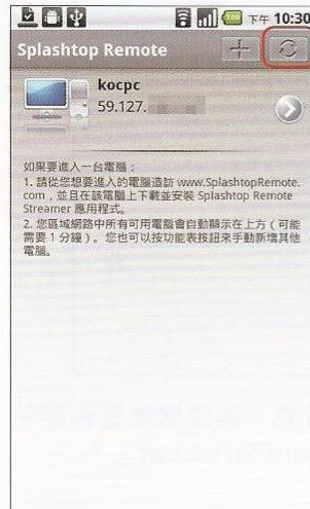 下午 10:30
Splashtop Remote
kocpc
59.127.
如果要進入一台電腦：
1. 請從您想要進入的電腦造訪 www.SplashtopRemote.
com，並且在該電腦上下載並安裝 Splashtop Remote
Streamer 應用程式。
2. 您區域網路中所有可用電腦會自動顯示在上方（可能
需要 1 分鐘）。您也可以按功能表按鈕來手動新增其他
電腦。